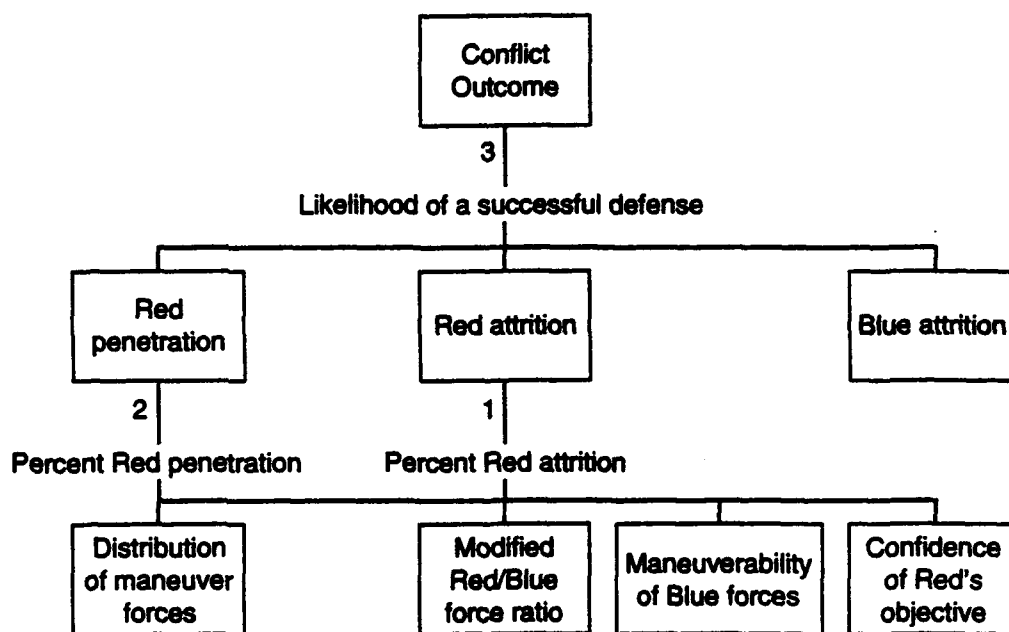 Conflict
Outcome
3
Likelihood of a successful defense
Red
penetration
Red attrition
Blue attrition
2
1
Percent Red penetration
Percent Red attrition
Distribution
of maneuver
forces
Modified
Red/Blue
force ratio
Maneuverability
of Blue forces
Confidence
of Red's
objective